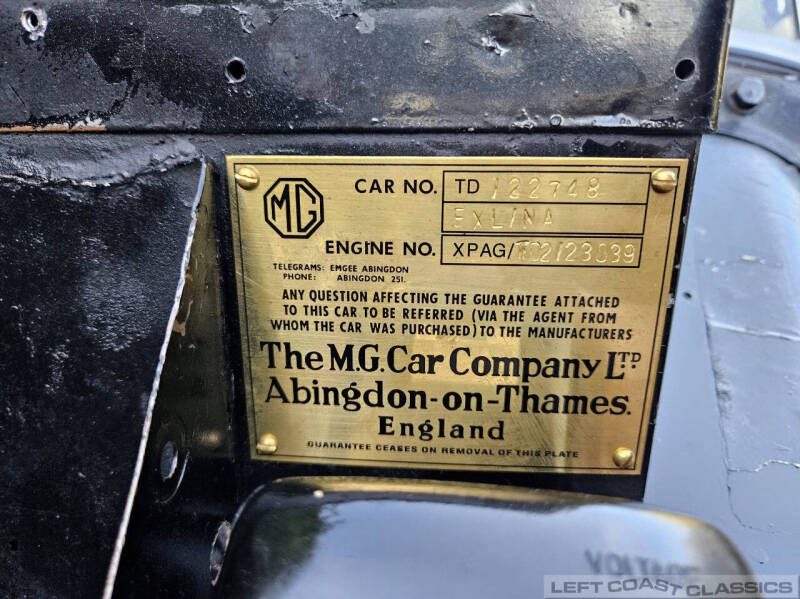 MG
CAR NO. TD /22748
EXL/NA
ENGINE NO. XPAG/TD2/23039
TELEGRAMS: EMGEE ABINGDON
PHONE: ABINGDON 251.
ANY QUESTION AFFECTING THE GUARANTEE ATTACHED
TO THIS CAR TO BE REFERRED (VIA THE AGENT FROM
WHOM THE CAR WAS PURCHASED) TO THE MANUFACTURERS
The M.G. Car Company LTD
Abingdon-on-Thames.
England
GUARANTEE CEASES ON REMOVAL OF THIS PLATE
VOLTAGE
LEFT COAST CLASSICS